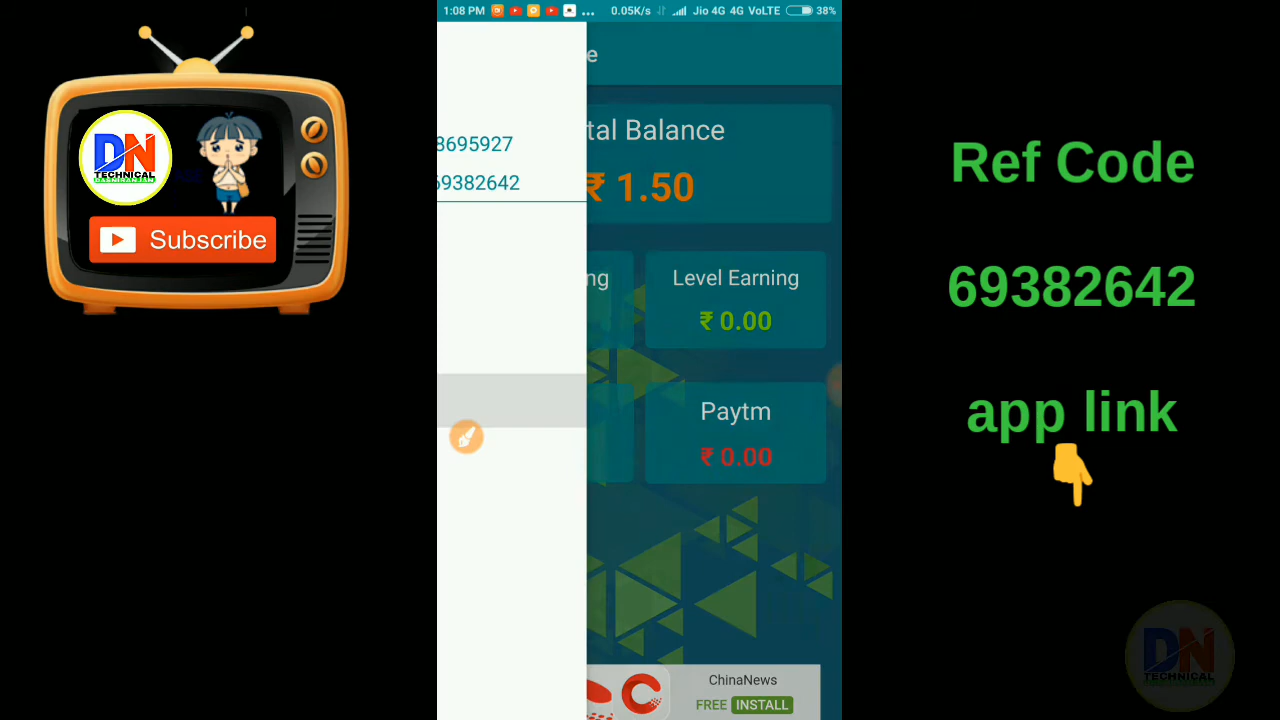 DN
TECHNICAL
Subscribe
1:08 PM
...
0.05K/s
Jio 4G 4G VoLTE
38%
e
8695927
69382642
tal Balance
₹ 1.50
ng
Level Earning
₹ 0.00
Paytm
₹ 0.00
ChinaNews
FREE INSTALL
Ref Code
69382642
app link
DN
TECHNICAL